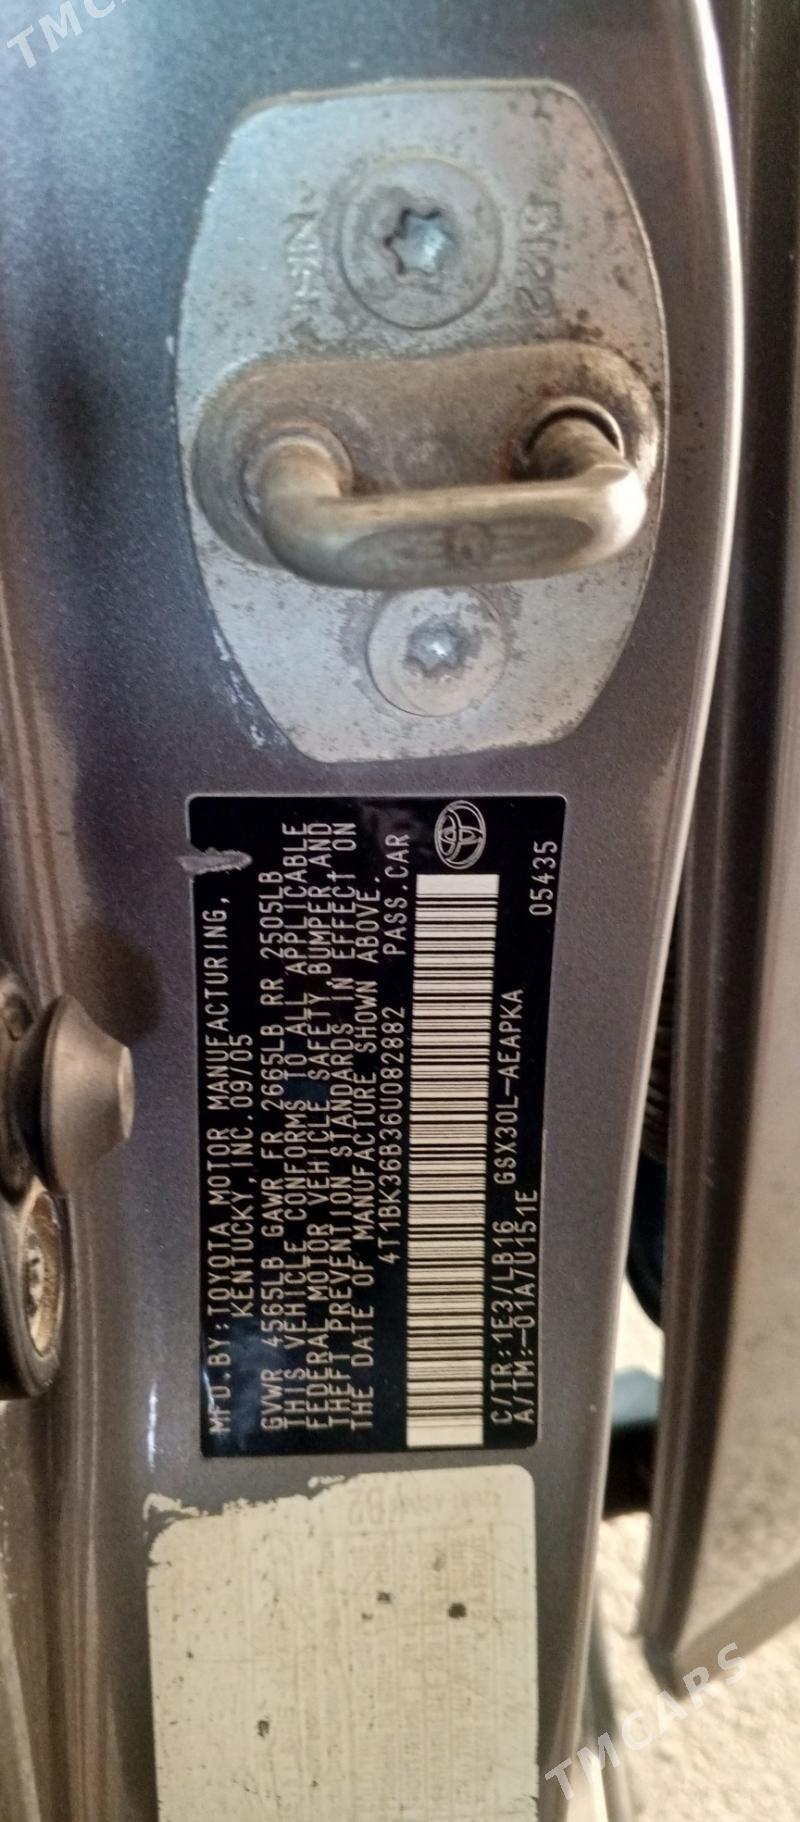 MFD.BY:TOYOTA MOTOR MANUFACTURING,
KENTUCKY,INC.09/05
GVWR 4565LB GAWR FR 2665LB RR 2505LB
THIS VEHICLE CONFORMS TO ALL APPLICABLE
FEDERAL MOTOR VEHICLE SAFETY,BUMPER,AND
THEFT PREVENTION STANDARDS IN EFFECT ON
THE DATE OF MANUFACTURE SHOWN ABOVE.
4T1BK36B36U082882 PASS.CAR
C/TR:1E3/LB16 GSX30L-AEAPKA
A/TM:-01A/U151E 05435
TMCARS